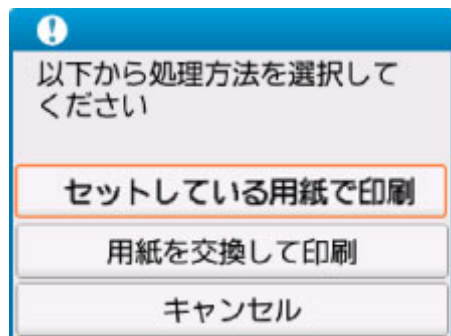 以下から処理方法を選択して
ください
セットしている用紙で印刷
用紙を交換して印刷
キャンセル